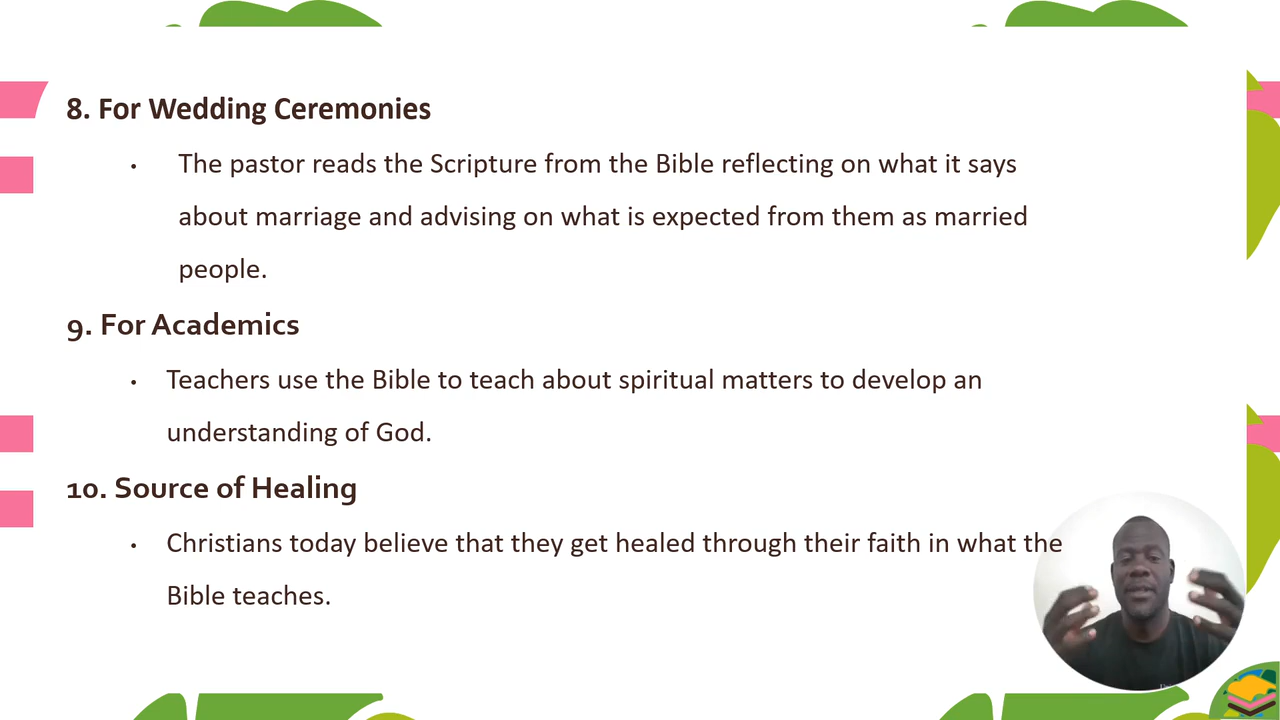 8. For Wedding Ceremonies
• The pastor reads the Scripture from the Bible reflecting on what it says
about marriage and advising on what is expected from them as married
people.
9. For Academics
• Teachers use the Bible to teach about spiritual matters to develop an
understanding of God.
10. Source of Healing
• Christians today believe that they get healed through their faith in what the
Bible teaches.